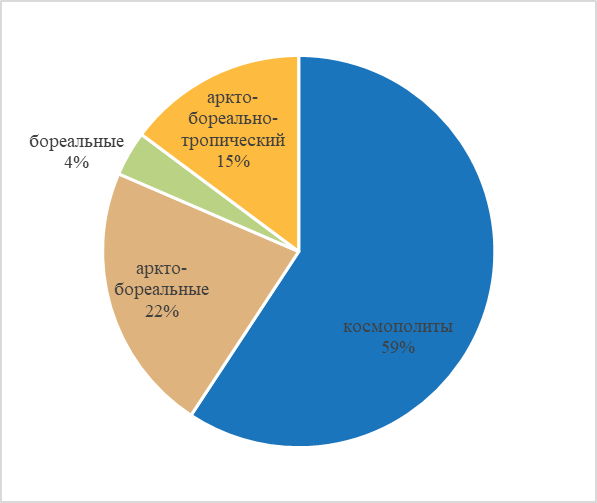 аркто-
бореально-
тропический
15%
бореальные
4%
аркто-
бореальные
22%
космополиты
59%